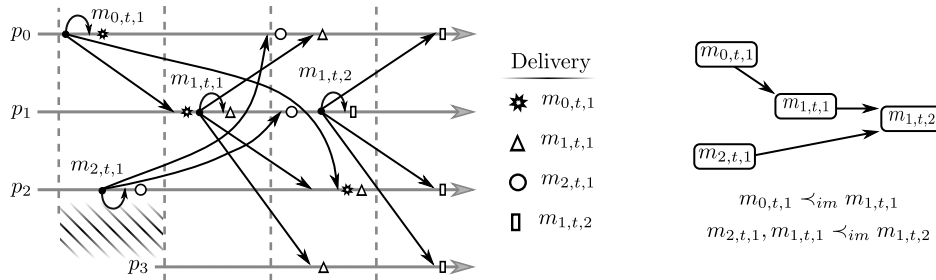 p₀
m₀,t,₁
p₁
m₁,t,₁
m₁,t,₂
p₂
m₂,t,₁
p₃
Delivery
m₀,t,₁
m₁,t,₁
m₂,t,₁
m₁,t,₂
m₀,t,₁
m₁,t,₁
m₁,t,₂
m₂,t,₁
m₀,t,₁ ≺ᵢₘ m₁,t,₁
m₂,t,₁, m₁,t,₁ ≺ᵢₘ m₁,t,₂